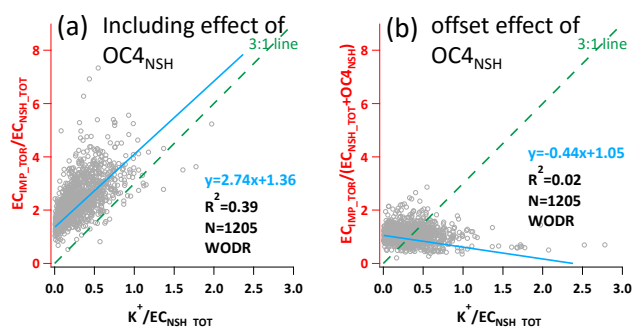 (a) Including effect of
OC4NSH
3:1 line
8
6
4
2
0
ECIMP_TOR/ECNSH_TOT
y=2.74x+1.36
R2=0.39
N=1205
WODR
0.0 0.5 1.0 1.5 2.0 2.5 3.0
K+/ECNSH_TOT
(b) offset effect of
OC4NSH
3:1 line
8
6
4
2
0
ECIMP_TOR/(ECNSH_TOT+OC4NSH)
y=-0.44x+1.05
R2=0.02
N=1205
WODR
0.0 0.5 1.0 1.5 2.0 2.5 3.0
K+/ECNSH_TOT